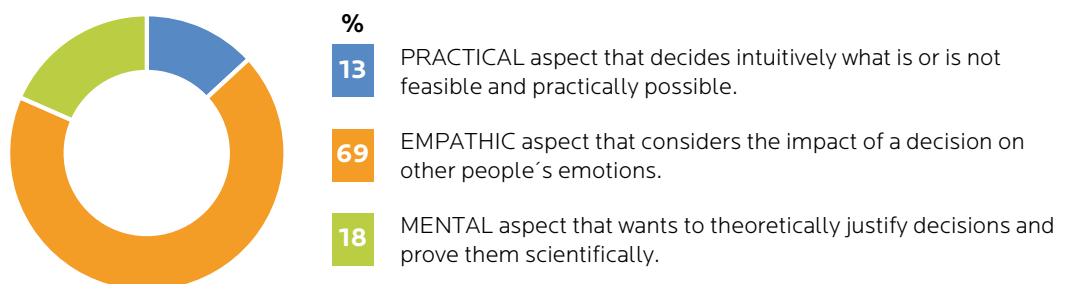 %
13
PRACTICAL aspect that decides intuitively what is or is not
feasible and practically possible.
69
EMPATHIC aspect that considers the impact of a decision on
other people´s emotions.
18
MENTAL aspect that wants to theoretically justify decisions and
prove them scientifically.